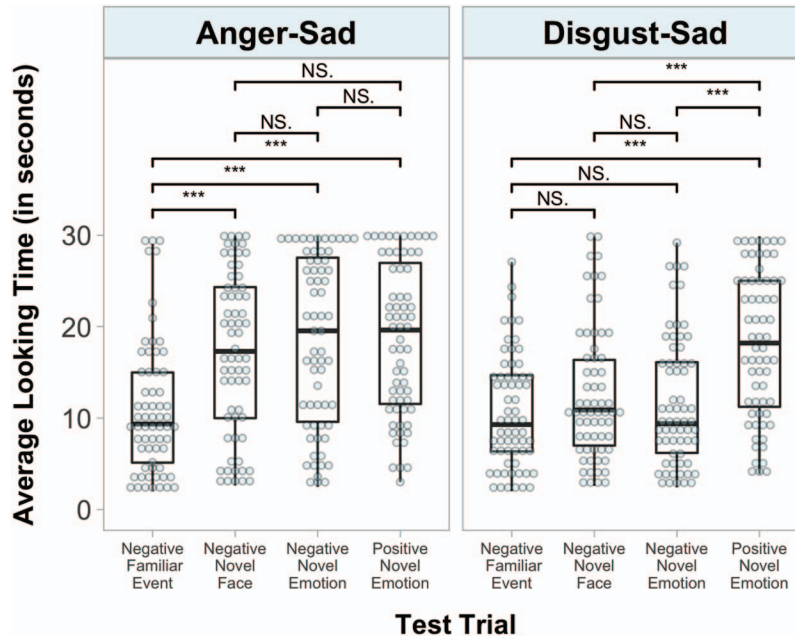 Anger-Sad
Disgust-Sad
NS.
NS.
NS.
***
***
***
***
***
NS.
***
NS.
NS.
Average Looking Time (in seconds)
30
20
10
0
Negative
Familiar
Event
Negative
Novel
Face
Negative
Novel
Emotion
Positive
Novel
Emotion
Negative
Familiar
Event
Negative
Novel
Face
Negative
Novel
Emotion
Positive
Novel
Emotion
Test Trial